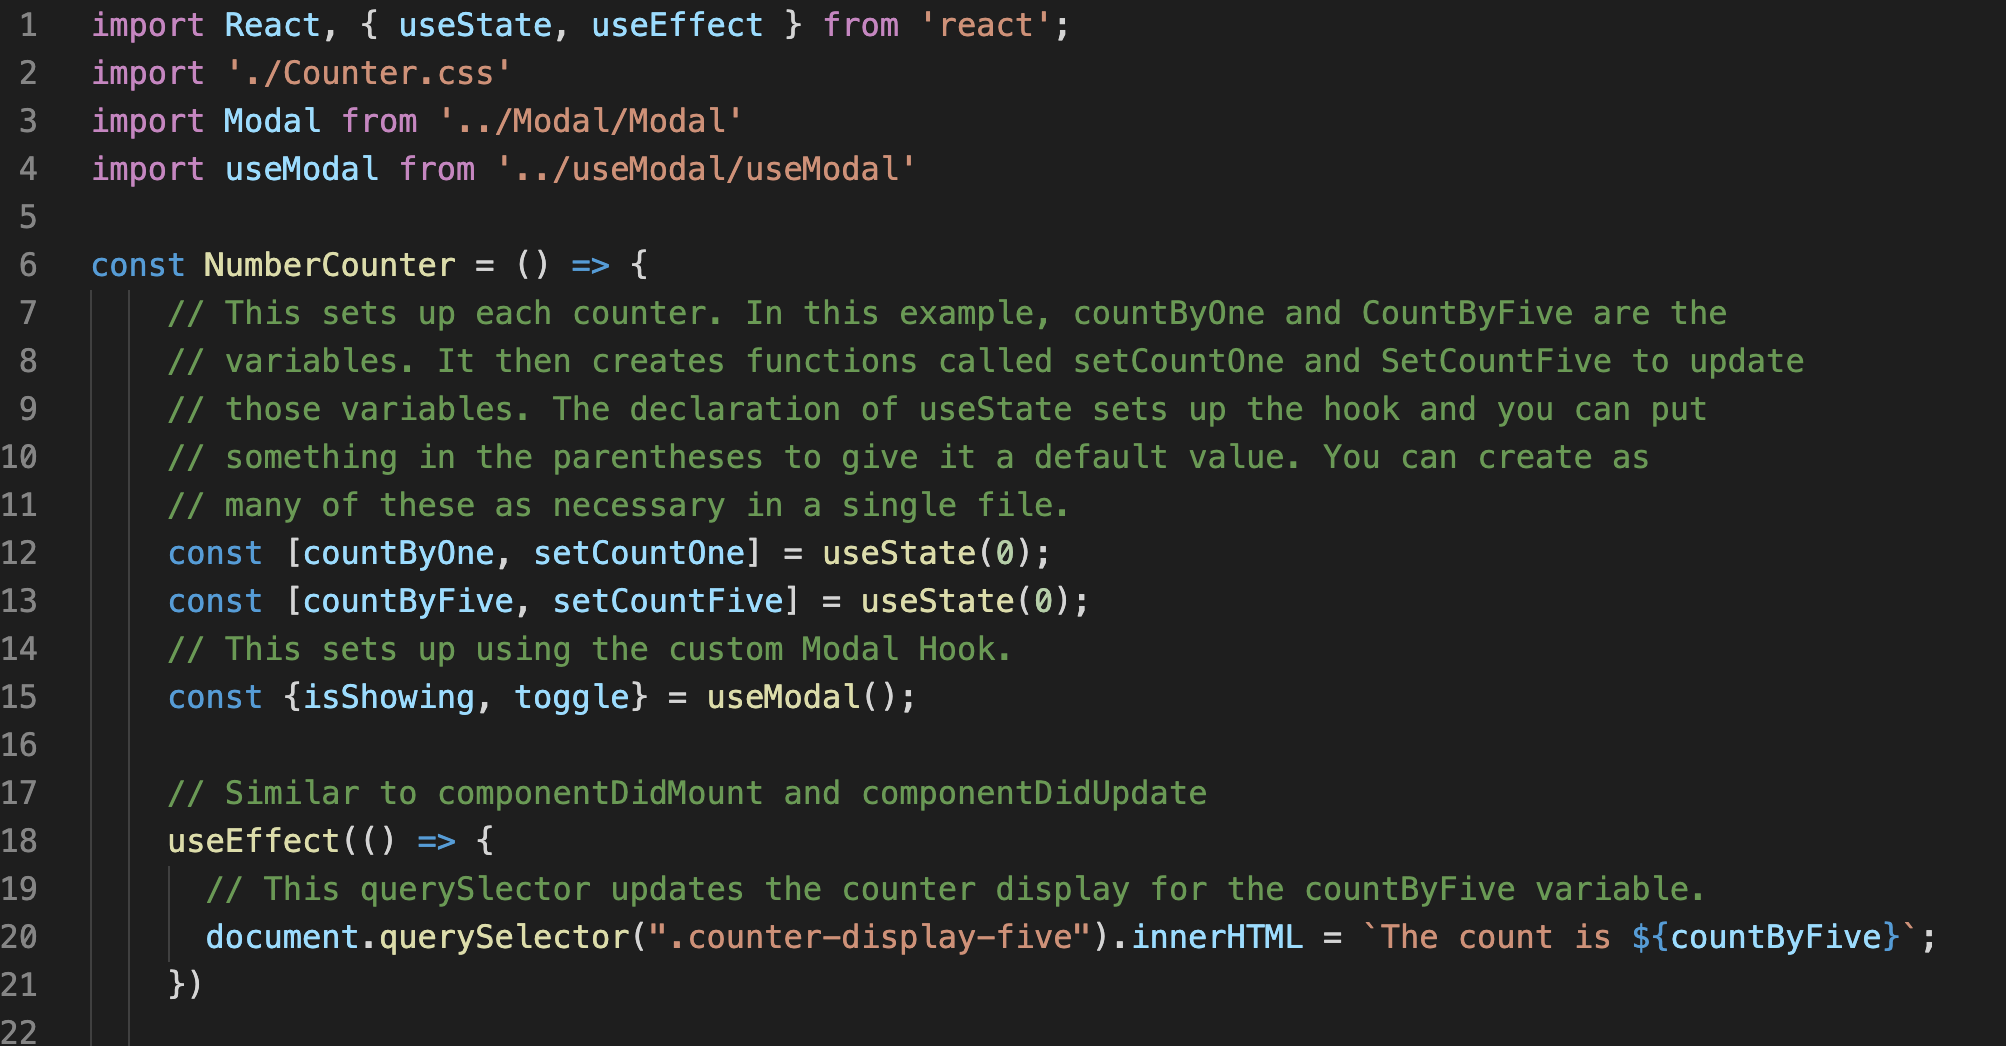 1 import React, { useState, useEffect } from 'react';
2 import './Counter.css'
3 import Modal from '../Modal/Modal'
4 import useModal from '../useModal/useModal'
5
6 const NumberCounter = () => {
7 // This sets up each counter. In this example, countByOne and CountByFive are the
8 // variables. It then creates functions called setCountOne and SetCountFive to update
9 // those variables. The declaration of useState sets up the hook and you can put
10 // something in the parentheses to give it a default value. You can create as
11 // many of these as necessary in a single file.
12 const [countByOne, setCountOne] = useState(0);
13 const [countByFive, setCountFive] = useState(0);
14 // This sets up using the custom Modal Hook.
15 const {isShowing, toggle} = useModal();
16
17 // Similar to componentDidMount and componentDidUpdate
18 useEffect(() => {
19 // This querySlector updates the counter display for the countByFive variable.
20 document.querySelector(".counter-display-five").innerHTML = `The count is ${countByFive}`;
21 })
22